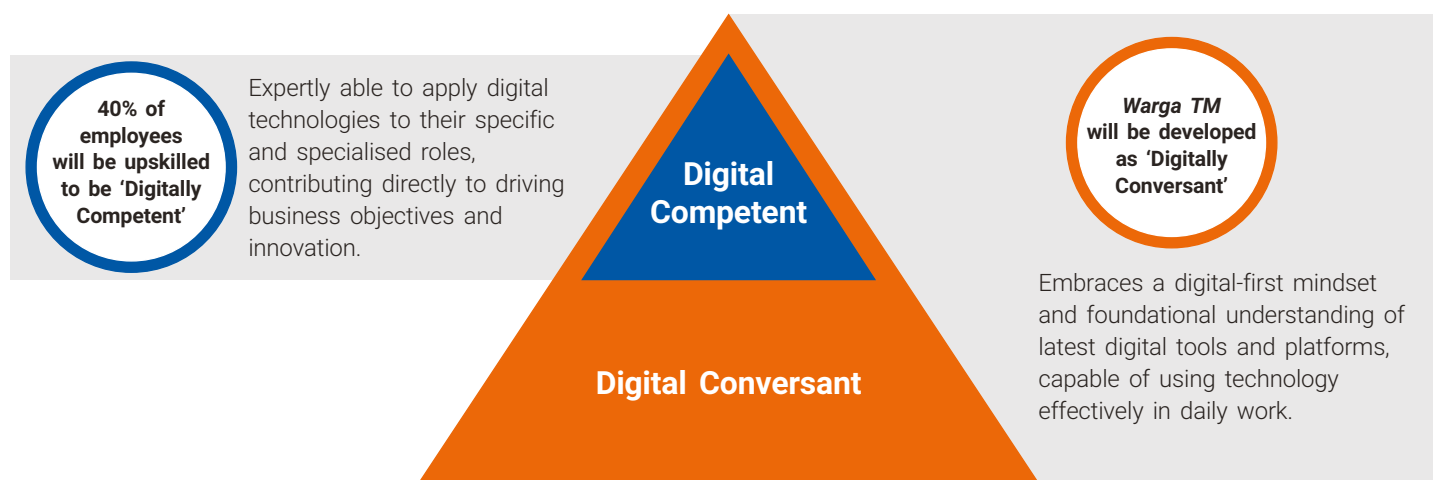 40% of
employees
will be upskilled
to be ‘Digitally
Competent’
Expertly able to apply digital
technologies to their specific
and specialised roles,
contributing directly to driving
business objectives and
innovation.
Digital
Competent
Digital Conversant
Warga TM
will be developed
as ‘Digitally
Conversant’
Embraces a digital-first mindset
and foundational understanding of
latest digital tools and platforms,
capable of using technology
effectively in daily work.